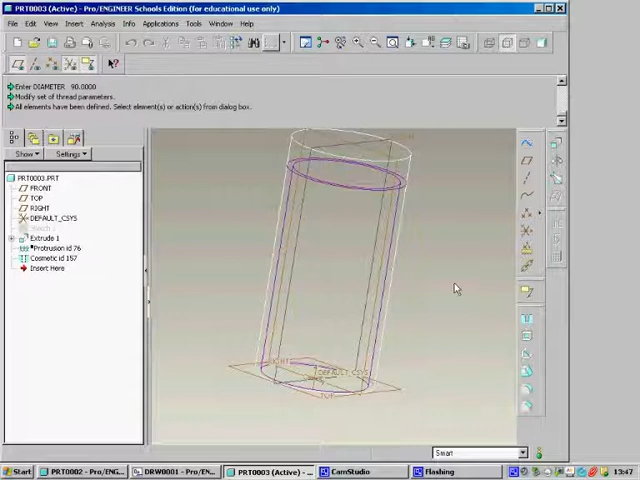 PRT0003 (Active) - Pro/ENGINEER Schools Edition (for educational use only)
File Edit View Insert Analysis Info Applications Tools Window Help
Enter DIAMETER 90.0000
Modify set of thread parameters.
All elements have been defined. Select element(s) or action(s) from dialog box.
Show
Settings
PRT0003.PRT
FRONT
TOP
RIGHT
DEFAULT_CSYS
Extrude 1
Protrusion id 76
Cosmetic id 157
Insert Here
RIGHT
DEFAULT_CSYS
TOP
Smart
Start
PRT0002 - Pro/ENG...
DRW0001 - Pro/EN...
PRT0003 (Active) - ...
CamStudio
Flashing
13:47